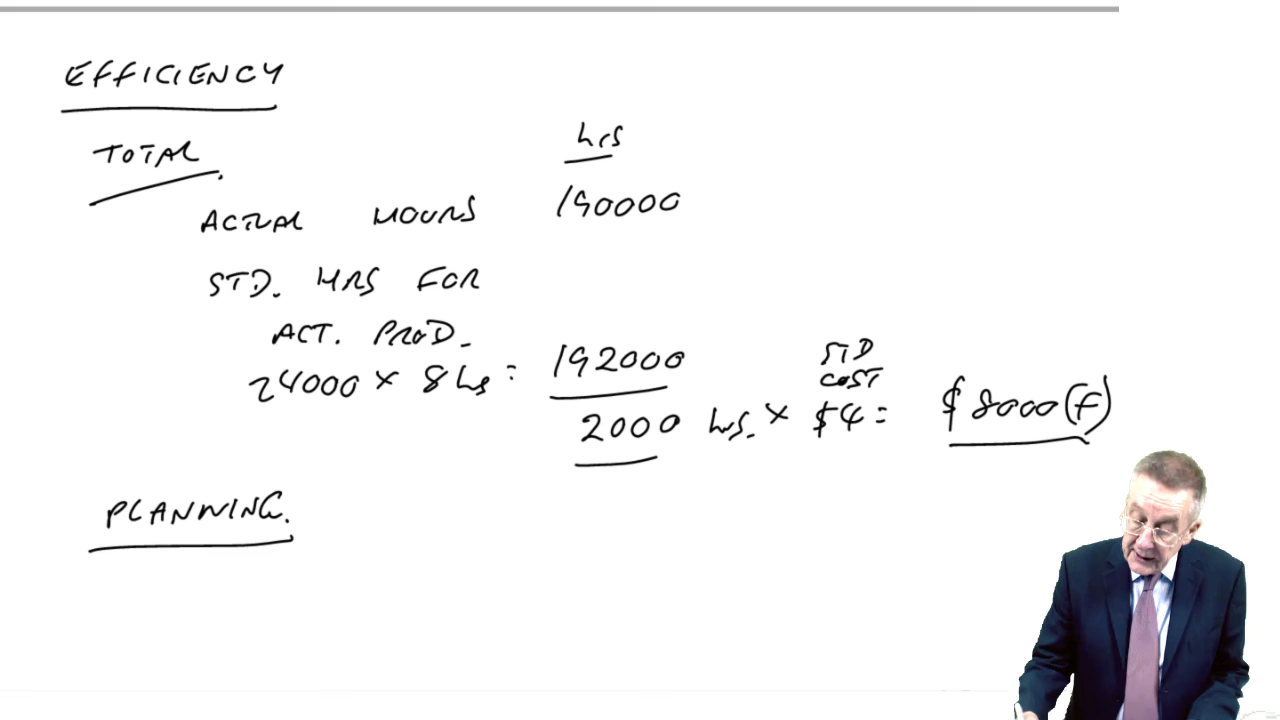 EFFICIENCY
TOTAL.
hrs
ACTUAL HOURS 190000
STD. HRS FOR
ACT. PROD.
24000 × 8 hs = 192000
STD
COST
2000 hrs. × $4 = $8000 (F)
PLANNING.